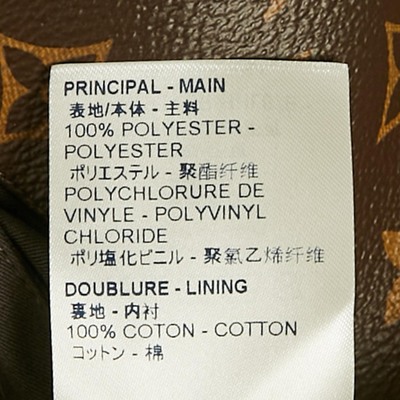 PRINCIPAL - MAIN
表地/本体 - 主料
100% POLYESTER -
POLYESTER
ポリエステル - 聚酯纤维
POLYCHLORURE DE
VINYLE - POLYVINYL
CHLORIDE
ポリ塩化ビニル - 聚氯乙烯纤维
DOUBLURE - LINING
裏地 - 内衬
100% COTON - COTTON
コットン - 棉